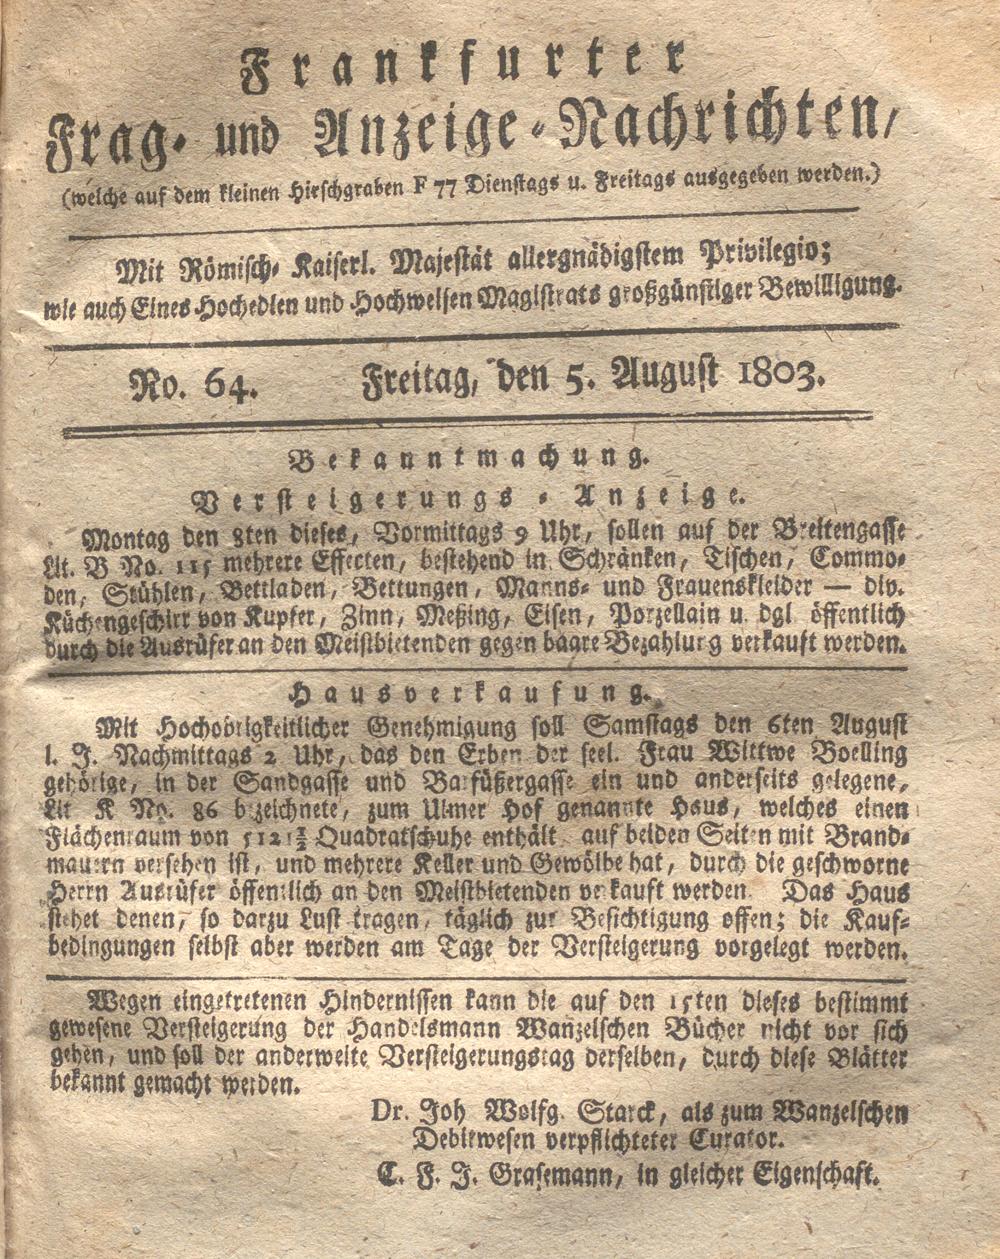 Frankfurter
Frag- und Anzeige-Nachrichten,
(welche auf dem kleinen Hirschgraben F 77 Dienstags u. Freitags ausgegeben werden.)
Mit Römisch-Kaiserl. Majestät allergnädigstem Privilegio;
wie auch Eines Hochedlen und Hochweisen Magistrats großgünstiger Bewilligung.
No. 64. Freitag, den 5. August 1803.
Bekanntmachung.
Versteigerungs-Anzeige.
Montag den 8ten dieses, Vormittags 9 Uhr, sollen auf der Breitengasse
Lit. B No. 115 mehrere Effecten, bestehend in Schränken, Tischen, Commo-
den, Stühlen, Bettladen, Bettungen, Manns- und Frauenskleider — div.
Küchengeschirr von Kupfer, Zinn, Meßing, Eisen, Porzellain u. dgl öffentlich
durch die Ausrüfer an den Meistbietenden gegen baare Bezahlung verkauft werden.
Hausverkaufung.
Mit Hochobrigkeitlicher Genehmigung soll Samstags den 6ten August
l. J. Nachmittags 2 Uhr, das den Erben der seel. Frau Wittwe Boelling
gehörige, in der Sandgasse und Barfüßergasse ein und anderseits gelegene,
Lit K No. 86 bezeichnete, zum Ulmer Hof genannte Haus, welches einen
Flächenraum von 512½ Quadratschuhe enthält auf beiden Seiten mit Brand-
mauern versehen ist, und mehrere Keller und Gewölbe hat, durch die geschworne
Herrn Ausrüfer öffentlich an den Meistbietenden verkauft werden. Das Haus
stehet denen, so darzu Lust tragen, täglich zur Besichtigung offen; die Kauf-
bedingungen selbst aber werden am Tage der Versteigerung vorgelegt werden.
Wegen eingetretenen Hindernissen kann die auf den 15ten dieses bestimmt
gewesene Versteigerung der Handelsmann Wanzelschen Bücher nicht vor sich
gehen, und soll der anderweite Versteigerungstag derselben, durch diese Blätter
bekannt gemacht werden.
Dr. Joh Wolfg. Starck, als zum Wanzelschen
Debitwesen verpflichteter Curator.
C. F. J. Grasemann, in gleicher Eigenschaft.